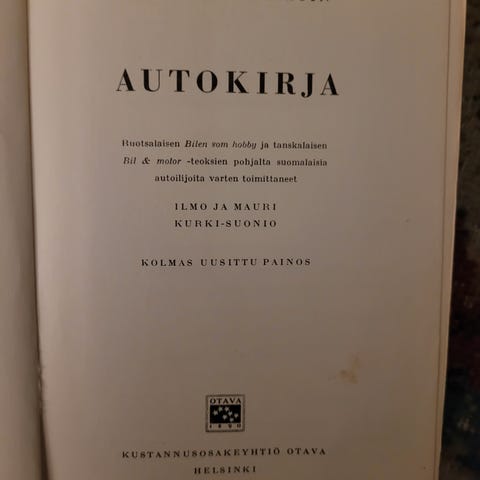 AUTOKIRJA
Ruotsalaisen Bilen som hobby ja tanskalaisen
Bil & motor -teoksien pohjalta suomalaisia
autoilijoita varten toimittaneet
ILMO JA MAURI
KURKI-SUONIO
KOLMAS UUSITTU PAINOS
OTAVA
1890
KUSTANNUSOSAKEYHTIÖ OTAVA
HELSINKI